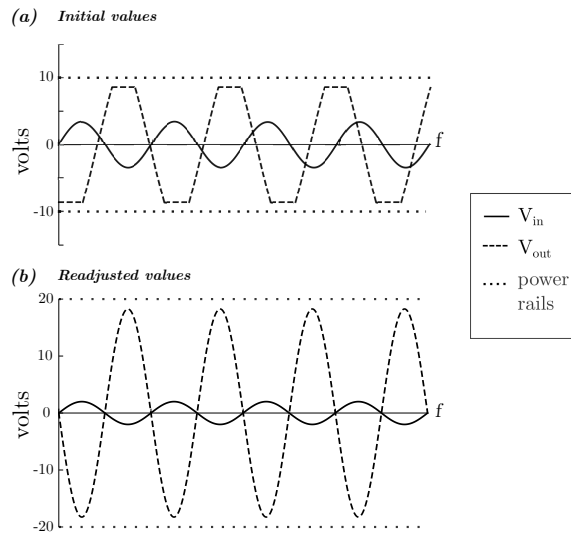 (a) Initial values
10
0
-10
volts
f
V_in
V_out
power
rails
(b) Readjusted values
20
10
0
-10
-20
volts
f